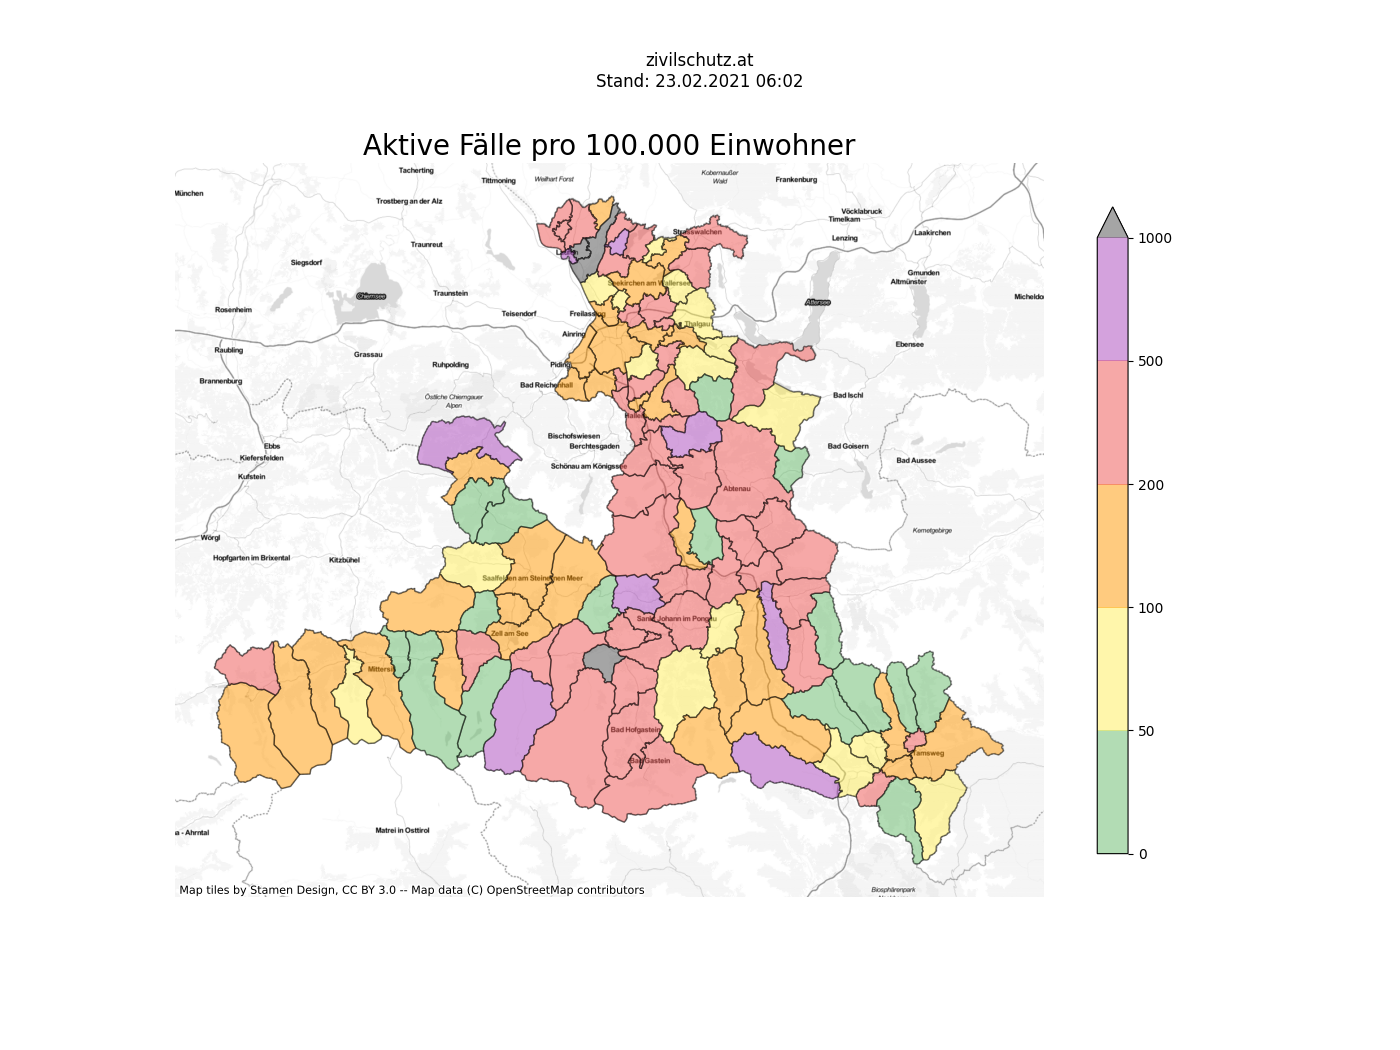 zivilschutz.at
Stand: 23.02.2021 06:02
Aktive Fälle pro 100.000 Einwohner
Tacherting
Tittmoning
Weilhart Forst
Kobernaußer
Wald
Frankenburg
München
Trostberg an der Alz
Vöcklabruck
Timelkam
Laakirchen
Strasswalchen
Lenzing
Traunreut
Siegsdorf
Gmunden
Altmünster
Seekirchen am Wallersee
Chiemsee
Traunstein
Attersee
Rosenheim
Teisendorf
Freilassing
Thalgau
Ainring
Ebensee
Raubling
Grassau
Ruhpolding
Piding
Brannenburg
Bad Reichenhall
Östliche Chiemgauer
Alpen
Bad Ischl
Hallein
Bischofswiesen
Ebbs
Berchtesgaden
Bad Goisern
Kiefersfelden
Schönau am Königssee
Bad Aussee
Kufstein
Abtenau
Kemetgebirge
Wörgl
Hopfgarten im Brixental
Kitzbühel
Saalfelden am Steinernen Meer
Sankt Johann im Pongau
Zell am See
Bad Hofgastein
Tamsweg
Bad Gastein
Matrei in Osttirol
Biosphärenpark
Map tiles by Stamen Design, CC BY 3.0 -- Map data (C) OpenStreetMap contributors
1000
500
200
100
50
0